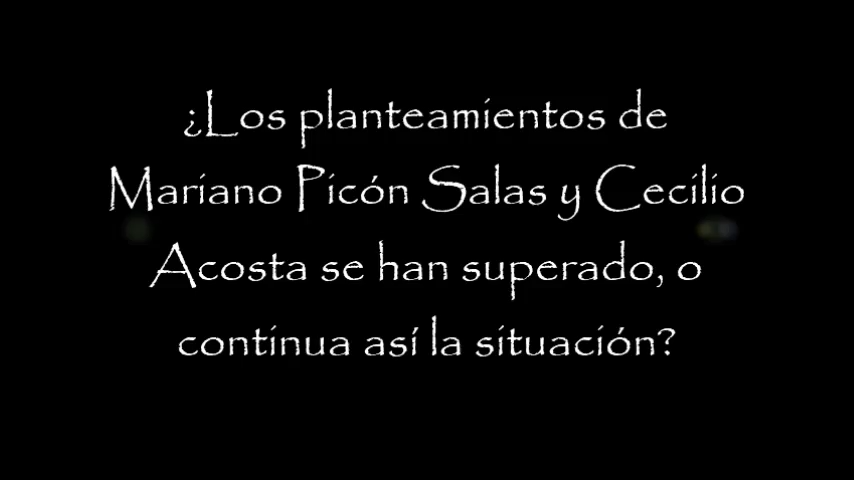 ¿Los planteamientos de
Mariano Picón Salas y Cecilio
Acosta se han superado, o
continua así la situación?